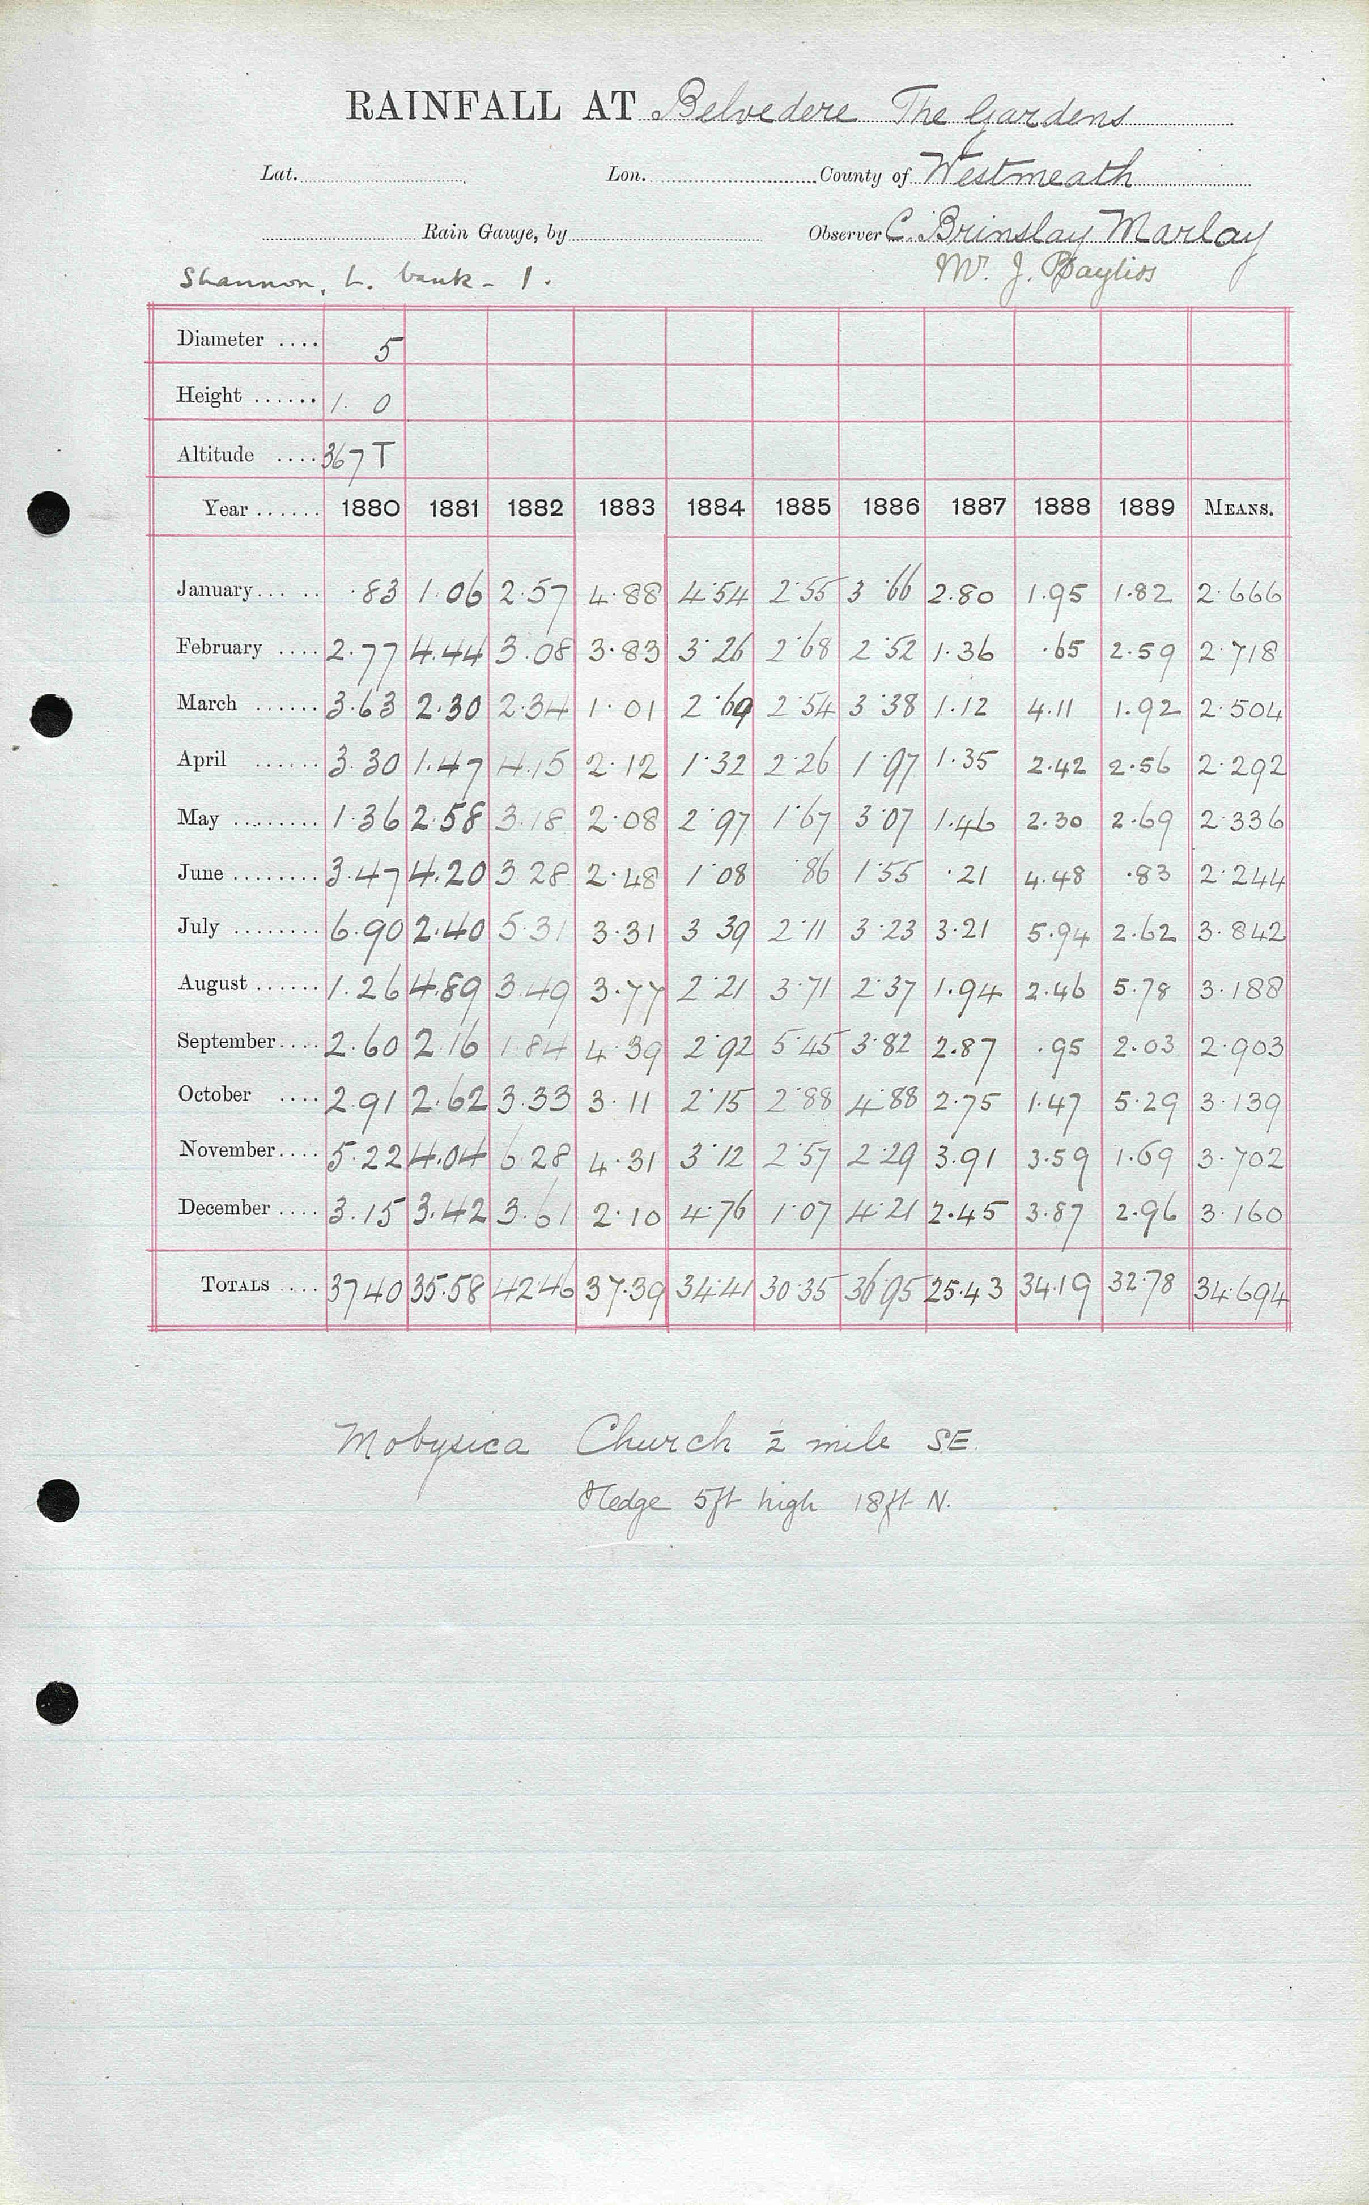 RAINFALL AT Belvedere The Gardens
Lat. Lon. County of Westmeath
Rain Gauge, by Observer C. Brinslay Marlay
Shannon, L. bank - 1. Mr. J. Bayliss
Diameter .... 5
Height ...... 1. 0
Altitude .... 367 T
Year ...... 1880 1881 1882 1883 1884 1885 1886 1887 1888 1889 MEANS.
January... .. .83 1.06 2.57 4.88 4.54 2.55 3.66 2.80 1.95 1.82 2.666
February .... 2.77 4.44 3.08 3.83 3.26 2.68 2.52 1.36 .65 2.59 2.718
March ...... 3.63 2.30 2.34 1.01 2.69 2.54 3.38 1.12 4.11 1.92 2.504
April ...... 3.30 1.47 4.15 2.12 1.32 2.26 1.97 1.35 2.42 2.56 2.292
May ........ 1.36 2.58 3.18 2.08 2.97 1.67 3.07 1.46 2.30 2.69 2.336
June ........ 3.47 4.20 3.28 2.48 1.08 .86 1.55 .21 4.48 .83 2.244
July ........ 6.90 2.40 5.31 3.31 3.39 2.11 3.23 3.21 5.94 2.62 3.842
August ...... 1.26 4.89 3.49 3.77 2.21 3.71 2.37 1.94 2.46 5.78 3.188
September.... 2.60 2.16 1.84 4.39 2.92 5.45 3.82 2.87 .95 2.03 2.903
October .... 2.91 2.62 3.33 3.11 2.15 2.88 4.88 2.75 1.47 5.29 3.139
November.... 5.22 4.04 6.28 4.31 3.12 2.57 2.29 3.91 3.59 1.69 3.702
December .... 3.15 3.42 3.61 2.10 4.76 1.07 4.21 2.45 3.87 2.96 3.160
TOTALS .... 37.40 35.58 42.46 37.39 34.41 30.35 36.95 25.43 34.19 32.78 34.694
Church ½ mile SE.
Hedge 5ft high 18ft N.